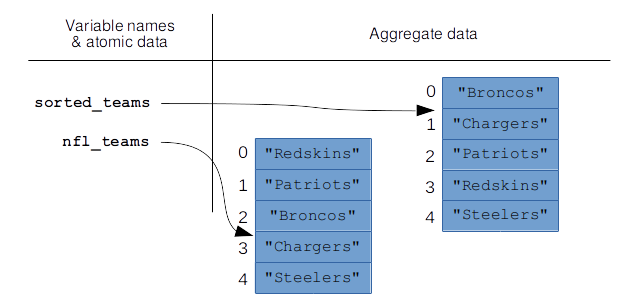 Variable names
& atomic data
Aggregate data
sorted_teams
nfl_teams
0 "Broncos"
1 "Chargers"
2 "Patriots"
3 "Redskins"
4 "Steelers"
0 "Redskins"
1 "Patriots"
2 "Broncos"
3 "Chargers"
4 "Steelers"